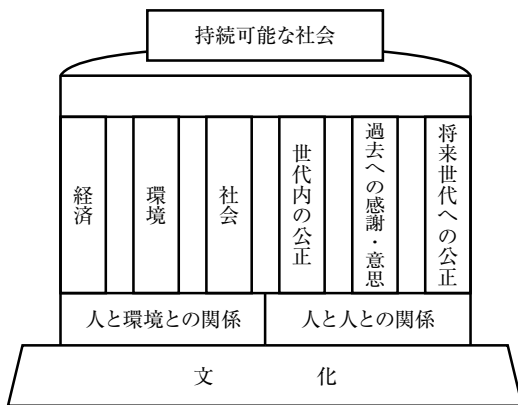 持続可能な社会
経済
環境
社会
世代内の公正
過去への感謝・意思
将来世代への公正
人と環境との関係
人と人との関係
文化